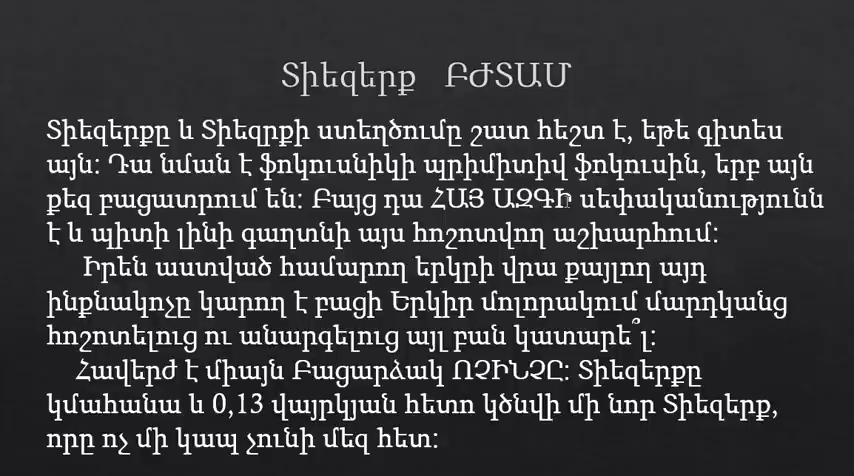 Տիեզերք ԲԺՏԱՄ
Տիեզերքը և Տիեզրքի ստեղծումը շատ հեշտ է, եթե գիտես
այն: Դա նման է ֆոկուսնիկի պրիմիտիվ ֆոկուսին, երբ այն
քեզ բացատրում են: Բայց դա ՀԱՅ ԱԶԳԻ սեփականությունն
է և պիտի լինի գաղտնի այս հոշոտվող աշխարհում:
Իրեն աստված համարող երկրի վրա քայլող այդ
ինքնակոչը կարող է բացի Երկիր մոլորակում մարդկանց
հոշոտելուց ու անարգելուց այլ բան կատարե՞լ:
Հավերժ է միայն Բացարձակ ՈՉԻՆՉԸ: Տիեզերքը
կմահանա և 0,13 վայրկյան հետո կծնվի մի նոր Տիեզերք,
որը ոչ մի կապ չունի մեզ հետ: